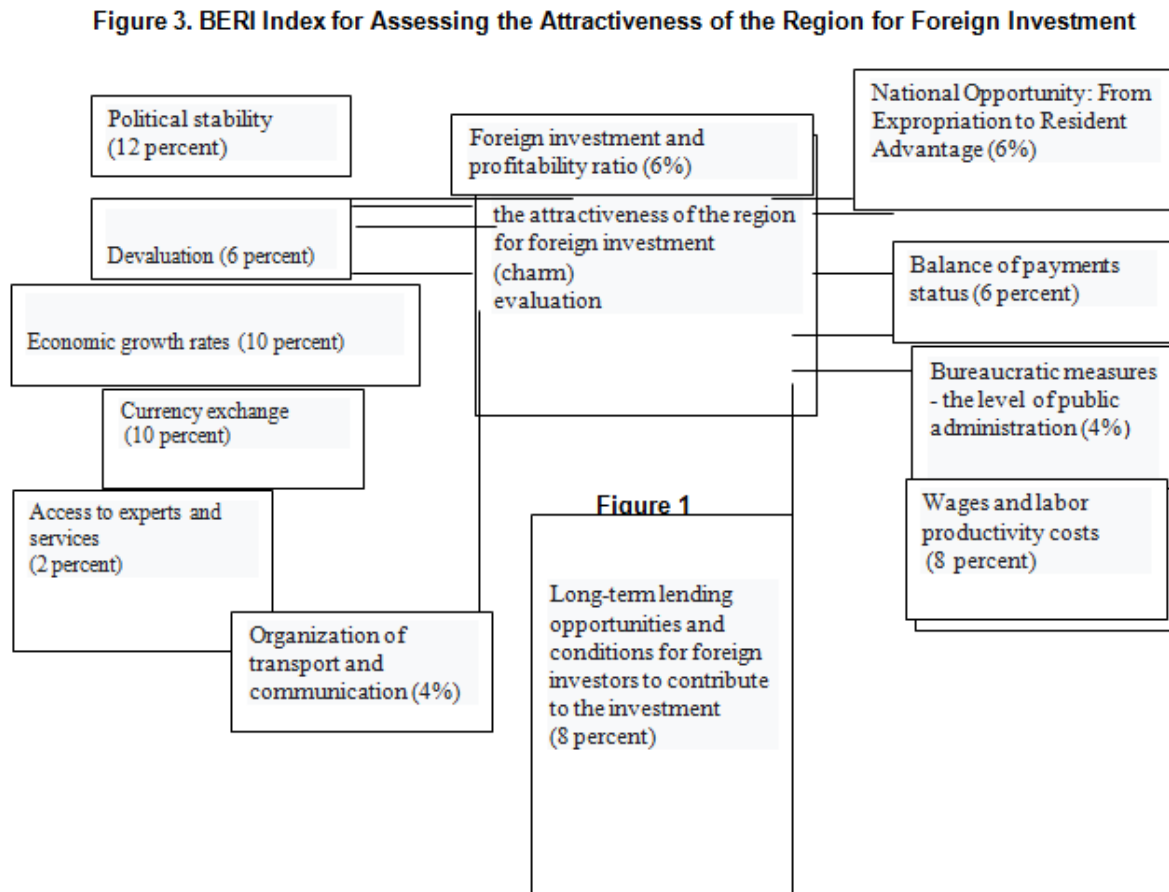 Figure 3. BERI Index for Assessing the Attractiveness of the Region for Foreign Investment
Political stability
(12 percent)
Foreign investment and
profitability ratio (6%)
National Opportunity: From
Expropriation to Resident
Advantage (6%)
Devaluation (6 percent)
the attractiveness of the region
for foreign investment
(charm)
evaluation
Balance of payments
status (6 percent)
Economic growth rates (10 percent)
Bureaucratic measures
- the level of public
administration (4%)
Currency exchange
(10 percent)
Figure 1
Access to experts and
services
(2 percent)
Wages and labor
productivity costs
(8 percent)
Organization of
transport and
communication (4%)
Long-term lending
opportunities and
conditions for foreign
investors to contribute
to the investment
(8 percent)